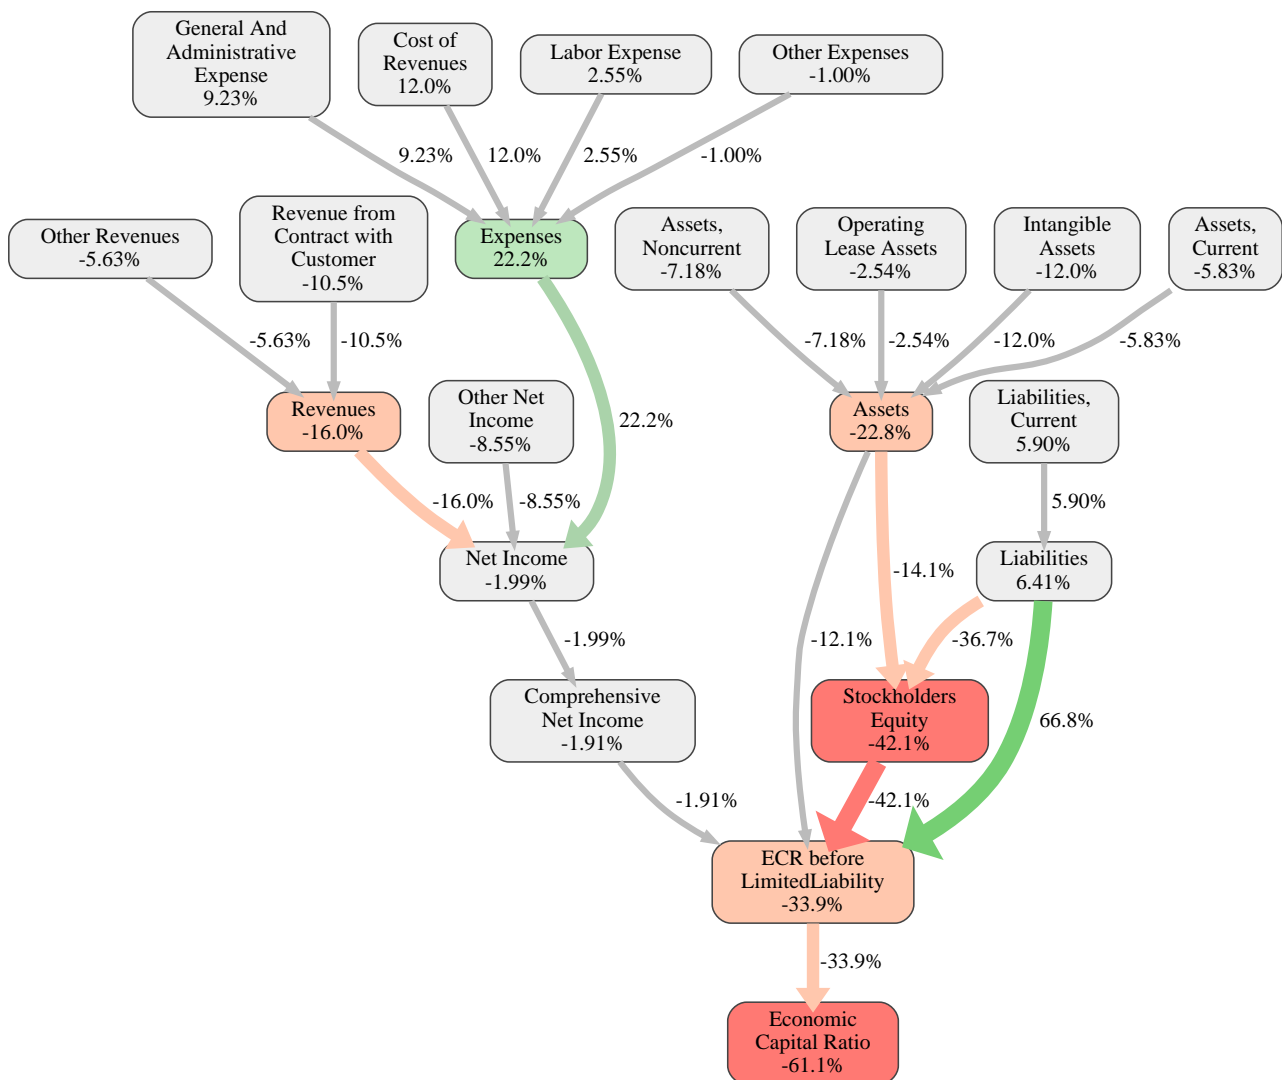 General And
Administrative
Expense
9.23%
Cost of
Revenues
12.0%
Labor Expense
2.55%
Other Expenses
-1.00%
9.23%
12.0%
2.55%
-1.00%
Other Revenues
-5.63%
Revenue from
Contract with
Customer
-10.5%
Expenses
22.2%
Assets,
Noncurrent
-7.18%
Operating
Lease Assets
-2.54%
Intangible
Assets
-12.0%
Assets,
Current
-5.83%
-5.63%
-10.5%
22.2%
-7.18%
-2.54%
-12.0%
-5.83%
Revenues
-16.0%
Other Net
Income
-8.55%
Assets
-22.8%
Liabilities,
Current
5.90%
-16.0%
-8.55%
5.90%
Net Income
-1.99%
-14.1%
Liabilities
6.41%
-1.99%
-12.1%
-36.7%
Comprehensive
Net Income
-1.91%
Stockholders
Equity
-42.1%
66.8%
-1.91%
-42.1%
ECR before
LimitedLiability
-33.9%
-33.9%
Economic
Capital Ratio
-61.1%